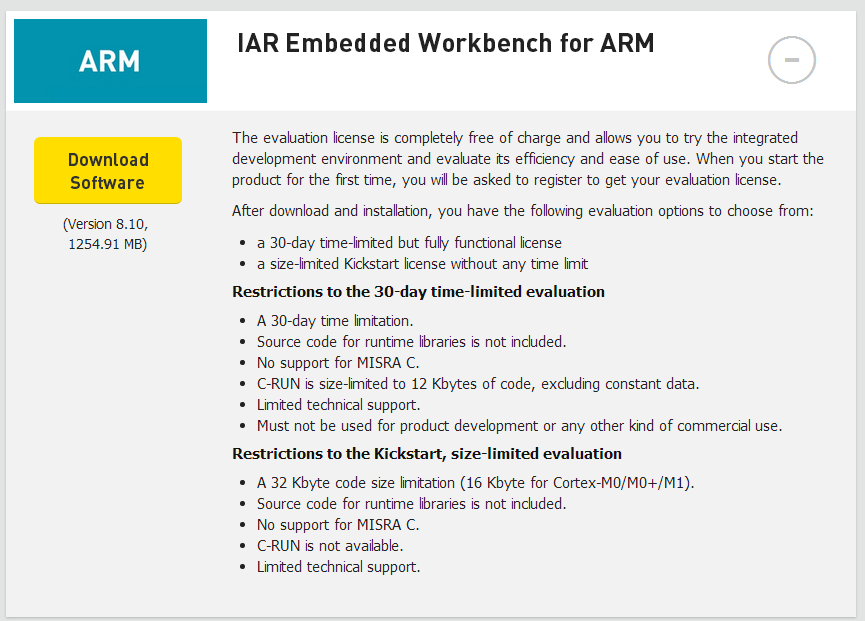 ARM
IAR Embedded Workbench for ARM
Download
Software
(Version 8.10,
1254.91 MB)
The evaluation license is completely free of charge and allows you to try the integrated
development environment and evaluate its efficiency and ease of use. When you start the
product for the first time, you will be asked to register to get your evaluation license.
After download and installation, you have the following evaluation options to choose from:
• a 30-day time-limited but fully functional license
• a size-limited Kickstart license without any time limit
Restrictions to the 30-day time-limited evaluation
• A 30-day time limitation.
• Source code for runtime libraries is not included.
• No support for MISRA C.
• C-RUN is size-limited to 12 Kbytes of code, excluding constant data.
• Limited technical support.
• Must not be used for product development or any other kind of commercial use.
Restrictions to the Kickstart, size-limited evaluation
• A 32 Kbyte code size limitation (16 Kbyte for Cortex-M0/M0+/M1).
• Source code for runtime libraries is not included.
• No support for MISRA C.
• C-RUN is not available.
• Limited technical support.